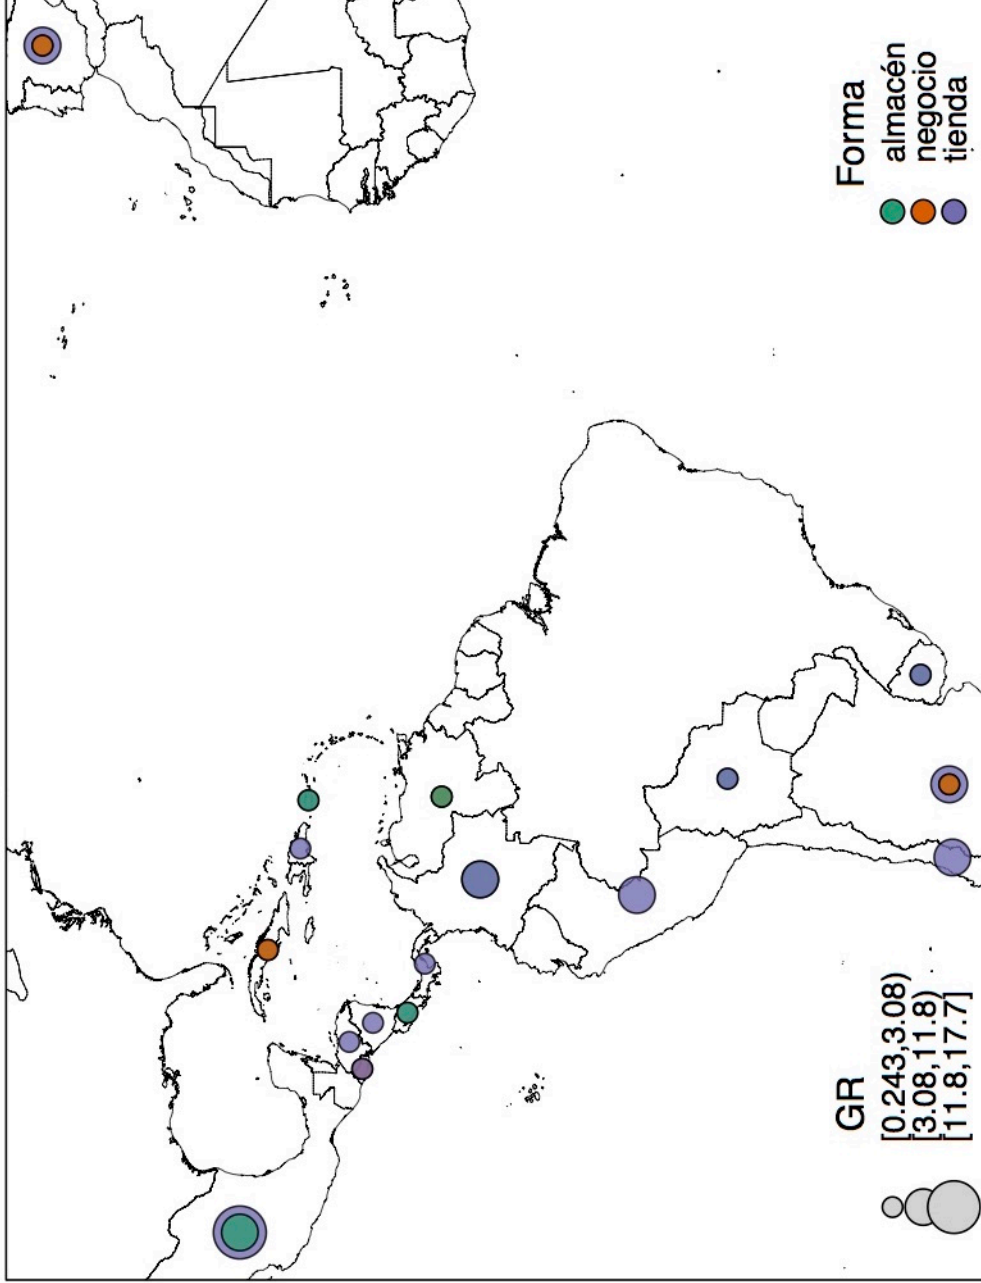 GR
[0.243,3.08)
[3.08,11.8)
[11.8,17.7]
Forma
almacén
negocio
tienda